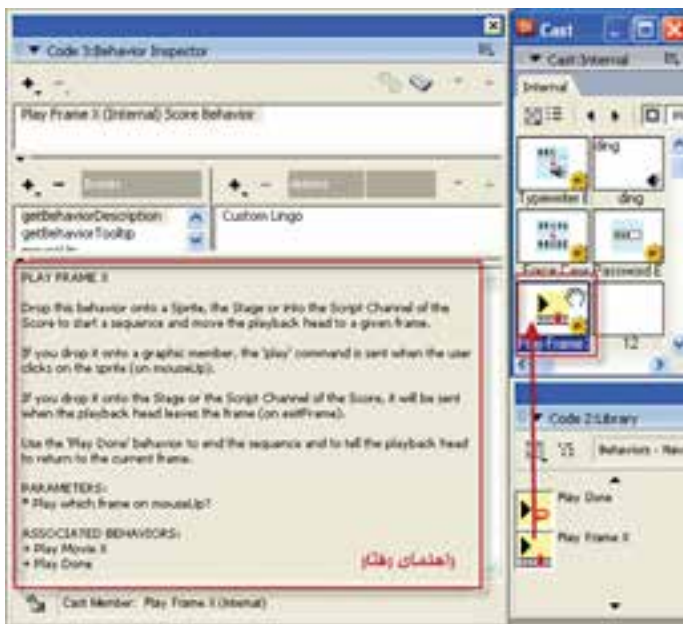 Code 3:Behavior Inspector
Play Frame X (Internal) Score Behavior
getBehaviorDescription
getBehaviorTooltip
Custom Lingo
PLAY FRAME X
Drop this behavior onto a Sprite, the Stage or into the Script Channel of the
Score to start a sequence and move the playback head to a given frame.
If you drop it onto a graphic member, the 'play' command is sent when the user
clicks on the sprite (on mouseUp).
If you drop it onto the Stage or the Script Channel of the Score, it will be sent
when the playback head leaves the frame (on exitFrame).
Use the 'Play Done' behavior to end the sequence and to tell the playback head
to return to the current frame.
PARAMETERS:
* Play which frame on mouseUp?
ASSOCIATED BEHAVIORS:
+ Play Movie X
+ Play Done
راهنمای رفتار
Cast Member: Play Frame X (Internal)
Cast
Cast:Internal
Internal
ding
Typewriter E
ding
Force Case
Password E
Play Frame
12
Code 2:Library
Behaviors - Nav
Play Done
Play Frame X